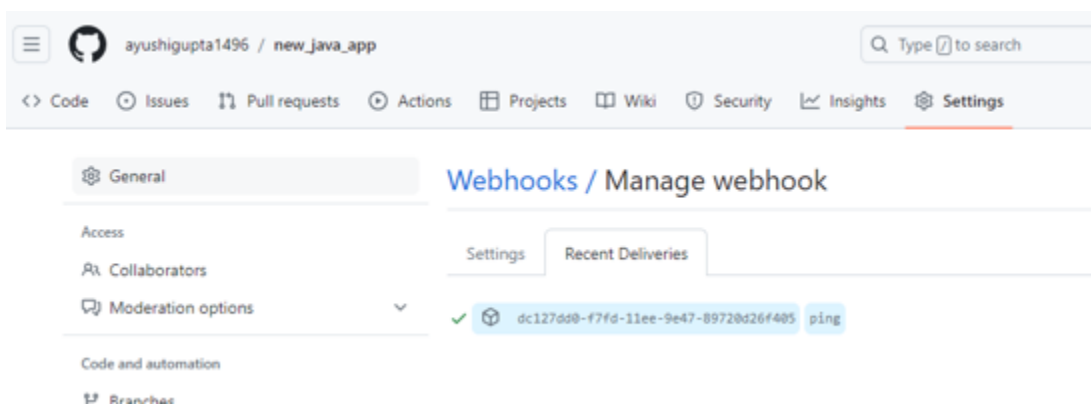 ayushigupta1496 / new_java_app
Type / to search
<> Code Issues Pull requests Actions Projects Wiki Security Insights Settings
General
Webhooks / Manage webhook
Access
Settings Recent Deliveries
Collaborators
Moderation options
dc127dd0-f7fd-11ee-9e47-89720d26f405 ping
Code and automation
Branches